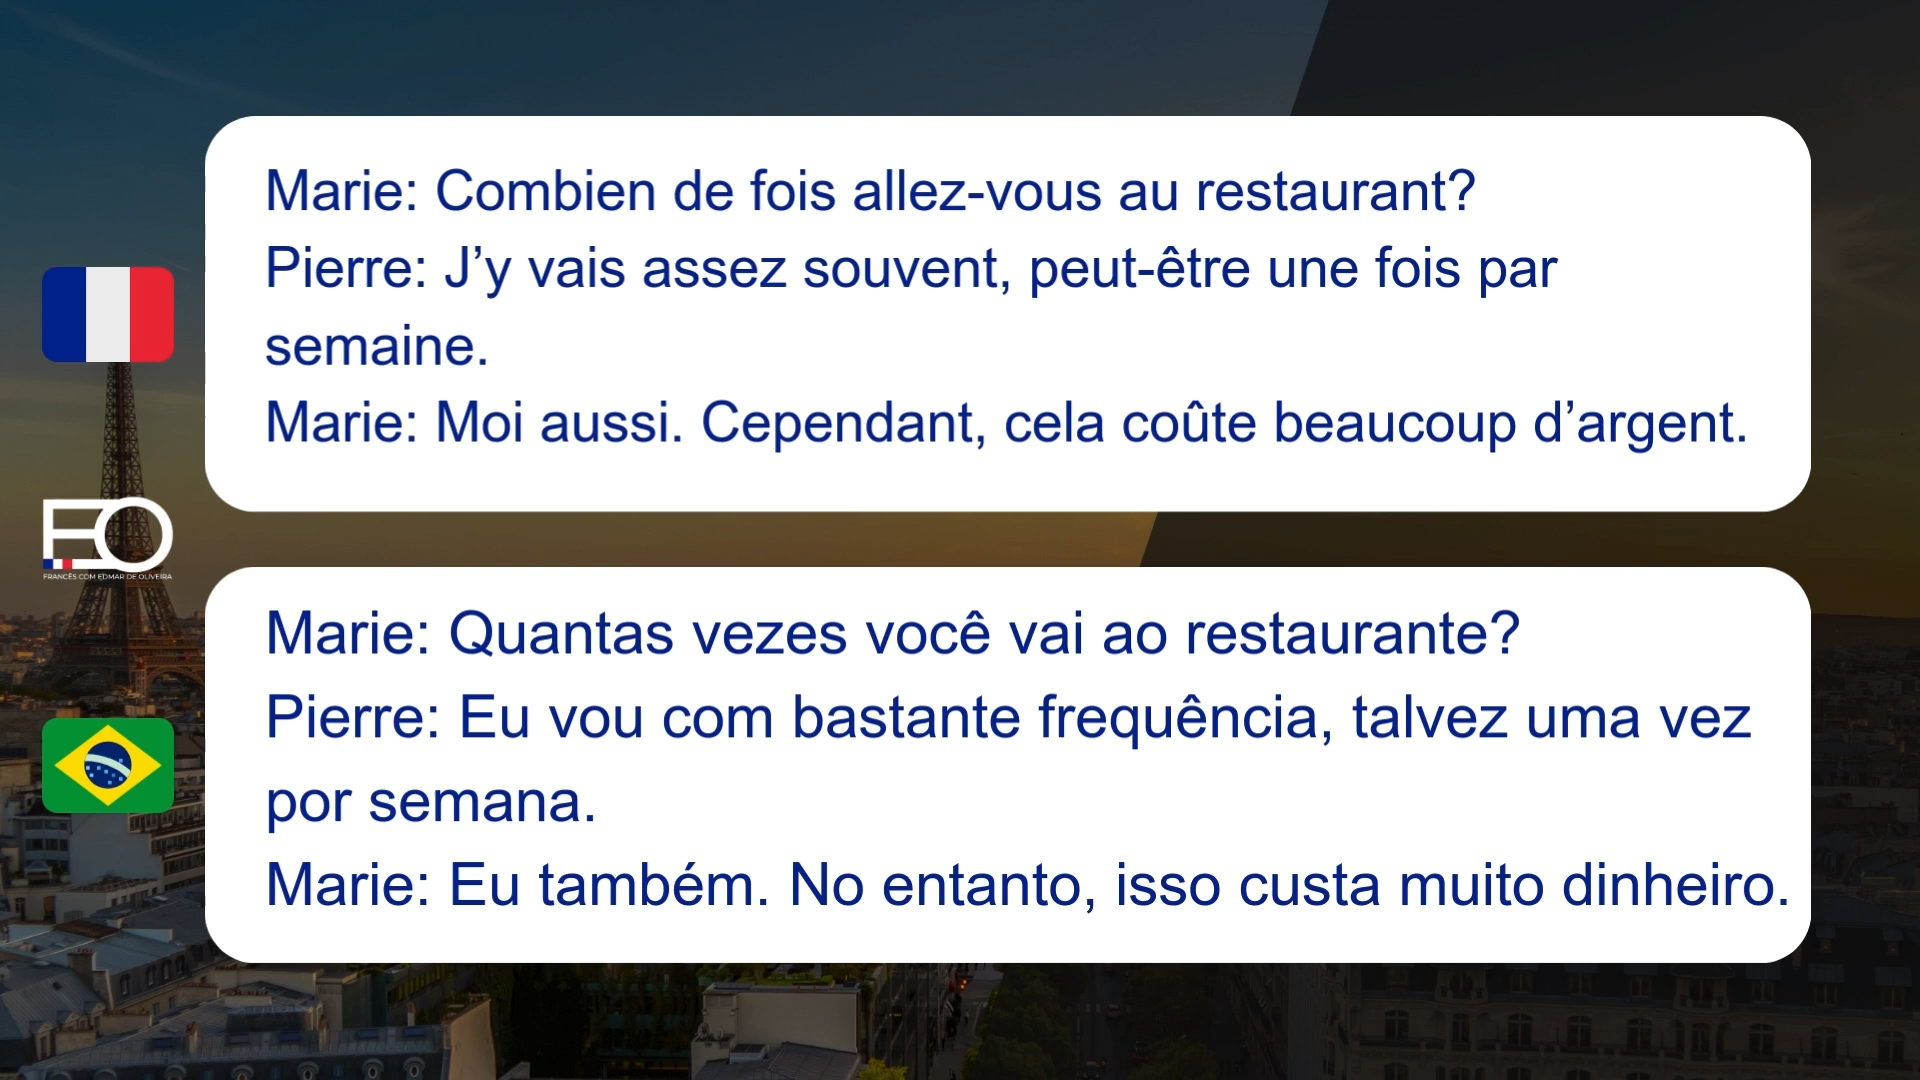 Marie: Combien de fois allez-vous au restaurant?
Pierre: J’y vais assez souvent, peut-être une fois par
semaine.
Marie: Moi aussi. Cependant, cela coûte beaucoup d’argent.
EO
FRANCÊS COM EDMAR DE OLIVEIRA
Marie: Quantas vezes você vai ao restaurante?
Pierre: Eu vou com bastante frequência, talvez uma vez
por semana.
Marie: Eu também. No entanto, isso custa muito dinheiro.